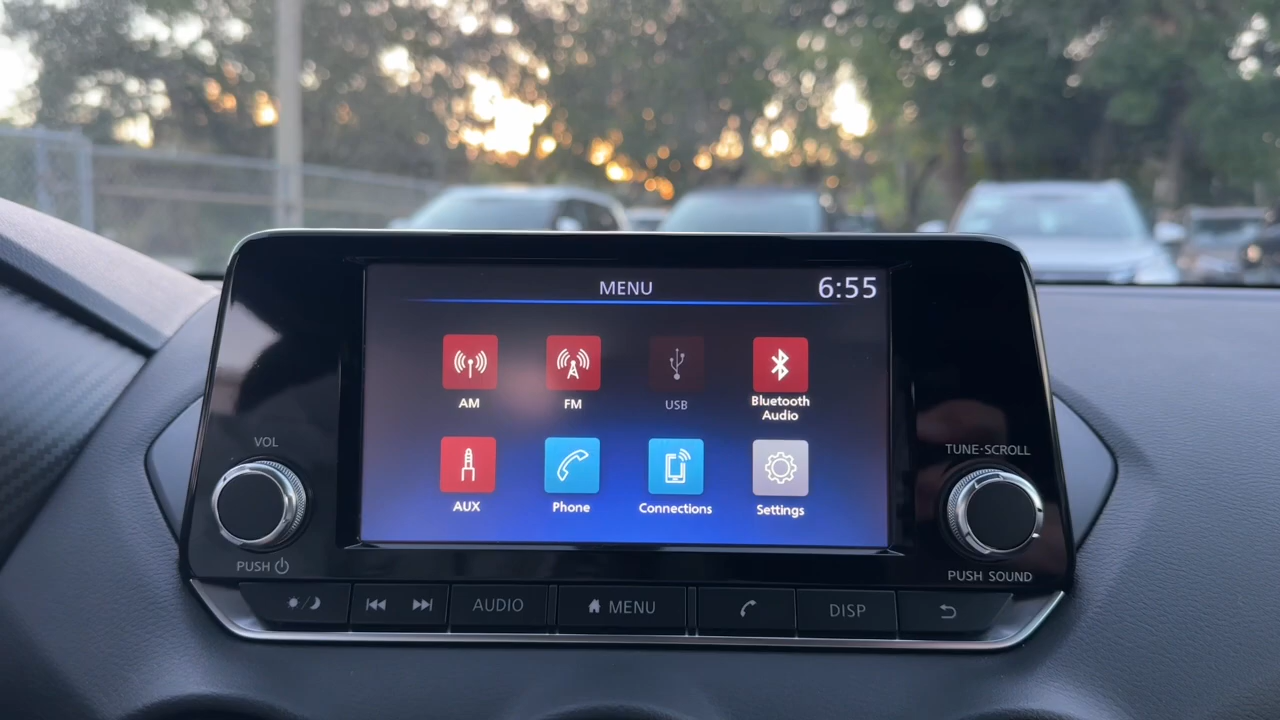 MENU
6:55
AM
FM
USB
Bluetooth
Audio
AUX
Phone
Connections
Settings
VOL
PUSH
TUNE·SCROLL
PUSH SOUND
AUDIO
MENU
DISP